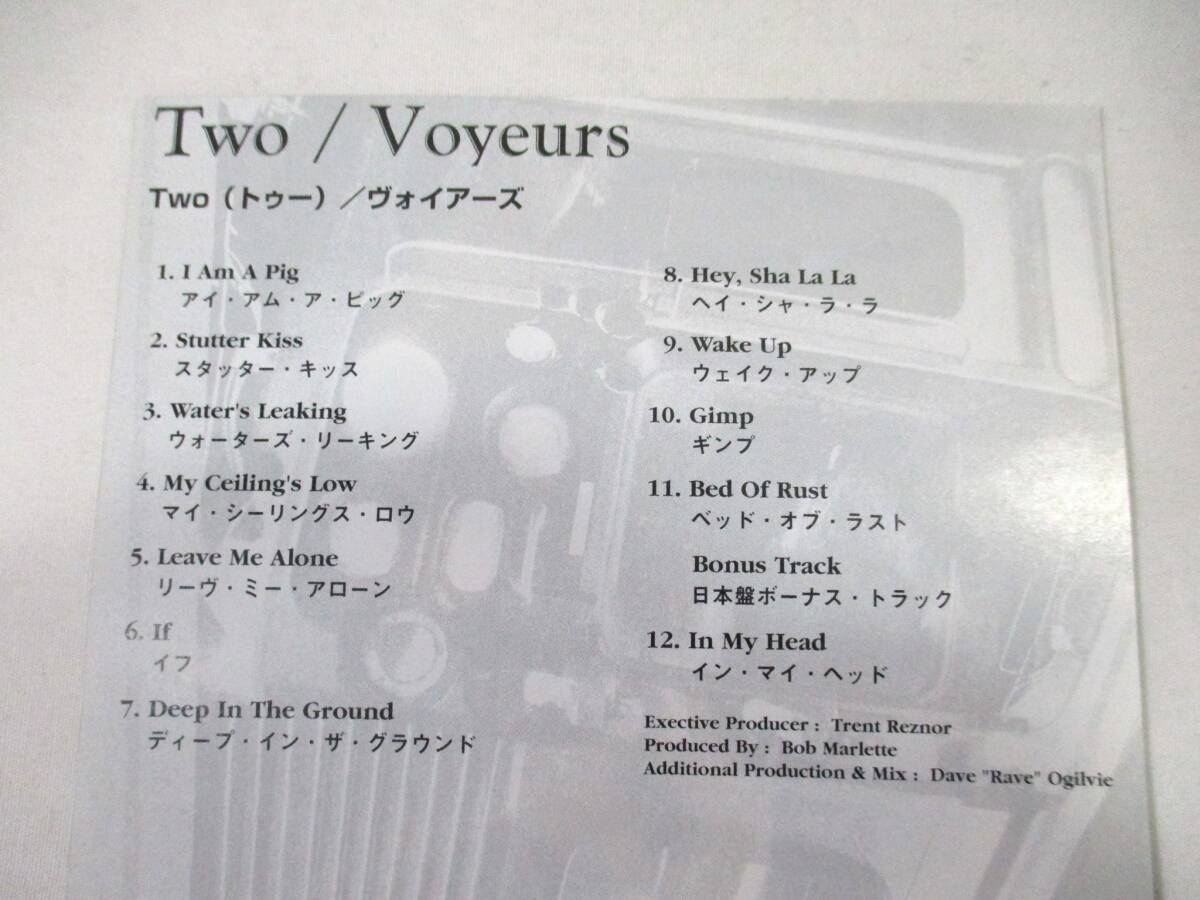 Two / Voyeurs
Two（トゥー）／ヴォイアーズ
1. I Am A Pig
アイ・アム・ア・ピッグ
2. Stutter Kiss
スタッター・キッス
3. Water's Leaking
ウォーターズ・リーキング
4. My Ceiling's Low
マイ・シーリングス・ロウ
5. Leave Me Alone
リーヴ・ミー・アローン
6. If
イフ
7. Deep In The Ground
ディープ・イン・ザ・グラウンド
8. Hey, Sha La La
ヘイ・シャ・ラ・ラ
9. Wake Up
ウェイク・アップ
10. Gimp
ギンプ
11. Bed Of Rust
ベッド・オブ・ラスト
Bonus Track
日本盤ボーナス・トラック
12. In My Head
イン・マイ・ヘッド
Exective Producer : Trent Reznor
Produced By : Bob Marlette
Additional Production & Mix : Dave "Rave" Ogilvie